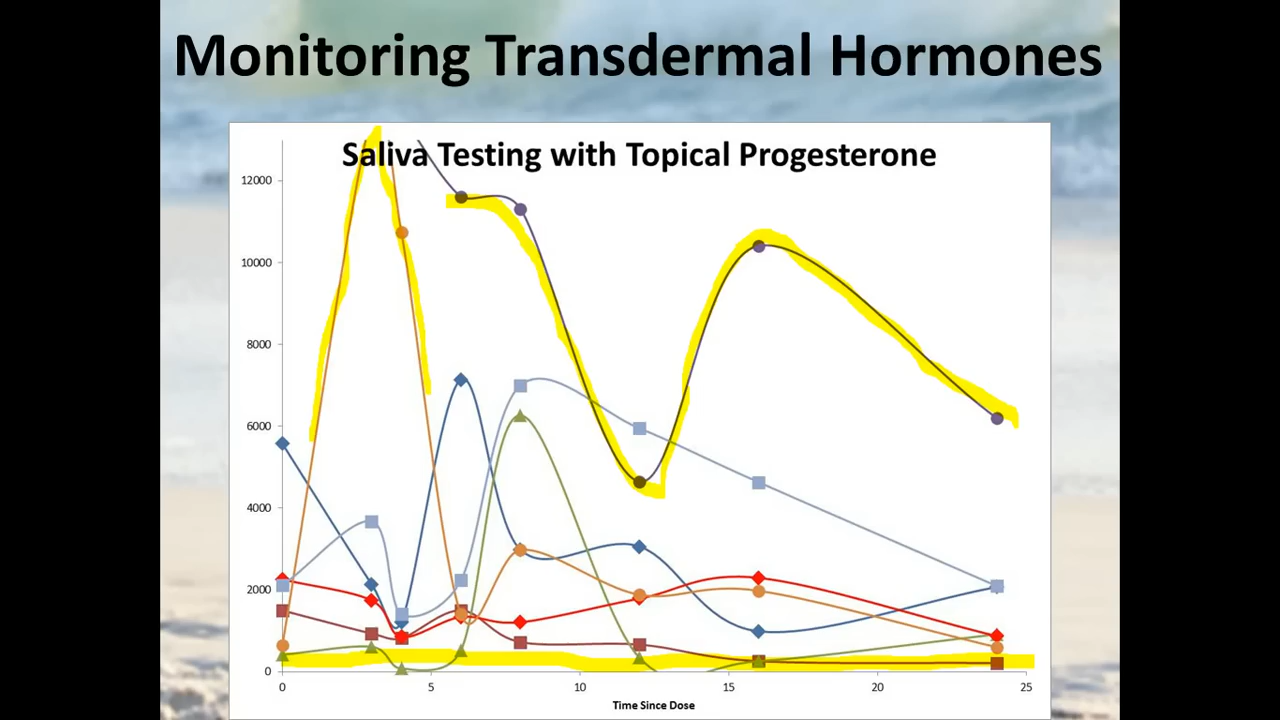 Monitoring Transdermal Hormones
Saliva Testing with Topical Progesterone
12000
10000
8000
6000
4000
2000
0
0 5 10 15 20 25
Time Since Dose